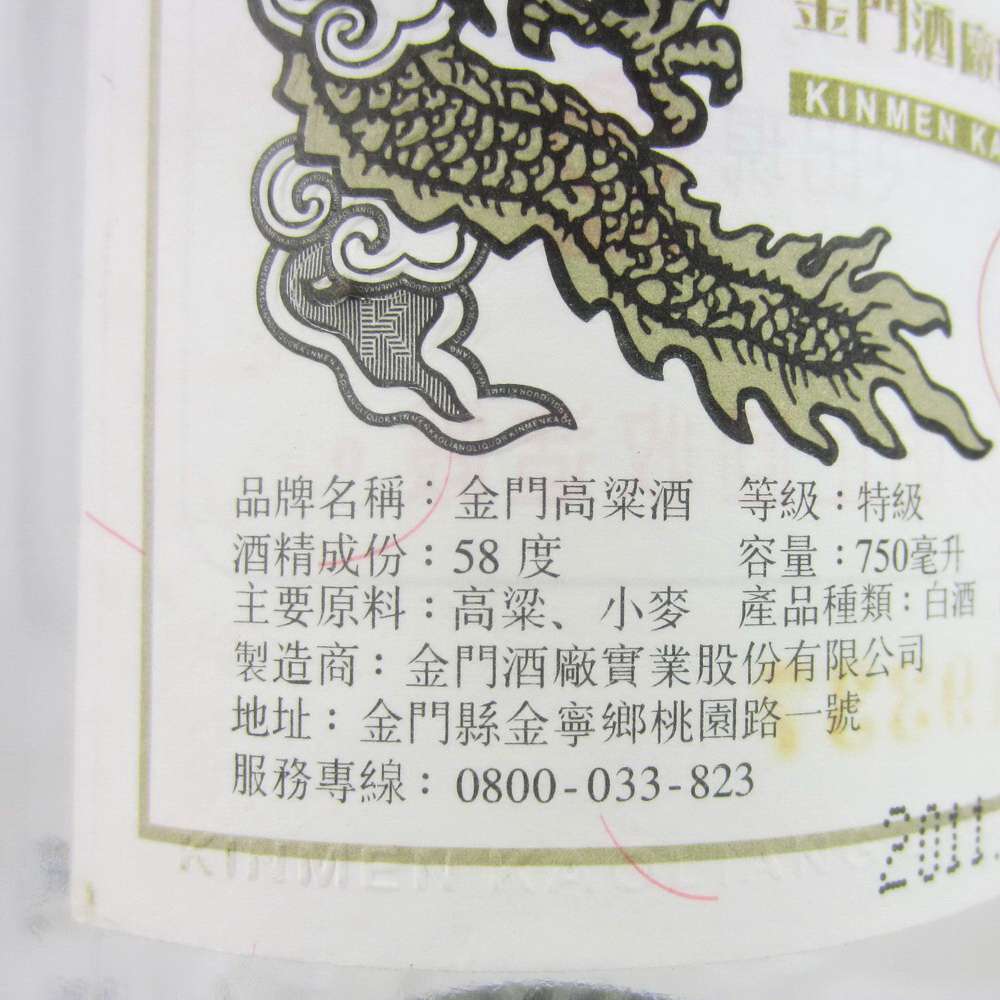 金門酒廠
KINMEN KA
品牌名稱：金門高粱酒 等級：特級
酒精成份：58 度 容量：750毫升
主要原料：高粱、小麥 產品種類：白酒
製造商：金門酒廠實業股份有限公司
地址：金門縣金寧鄉桃園路一號
服務專線：0800-033-823
KINMEN KAOLIANG
2011.